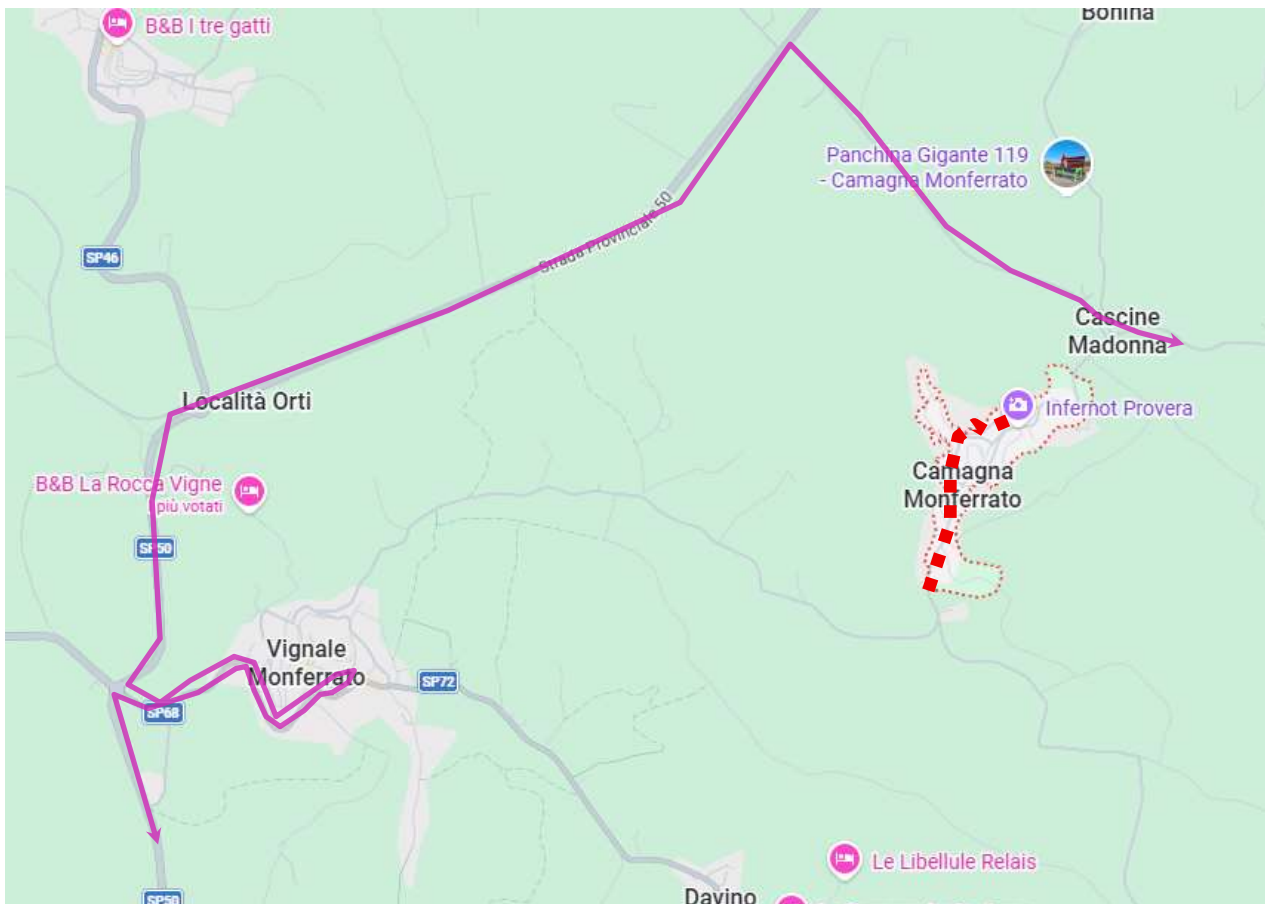 B&B I tre gatti
Bonina
Panchina Gigante 119
- Camagna Monferrato
Strada Provinciale 50
SP46
Cascine
Madonna
Località Orti
Infernot Provera
Camagna
Monferrato
B&B La Rocca Vigne
più votati
SP50
Vignale
Monferrato
SP72
SP68
Le Libellule Relais
Davino
SP50